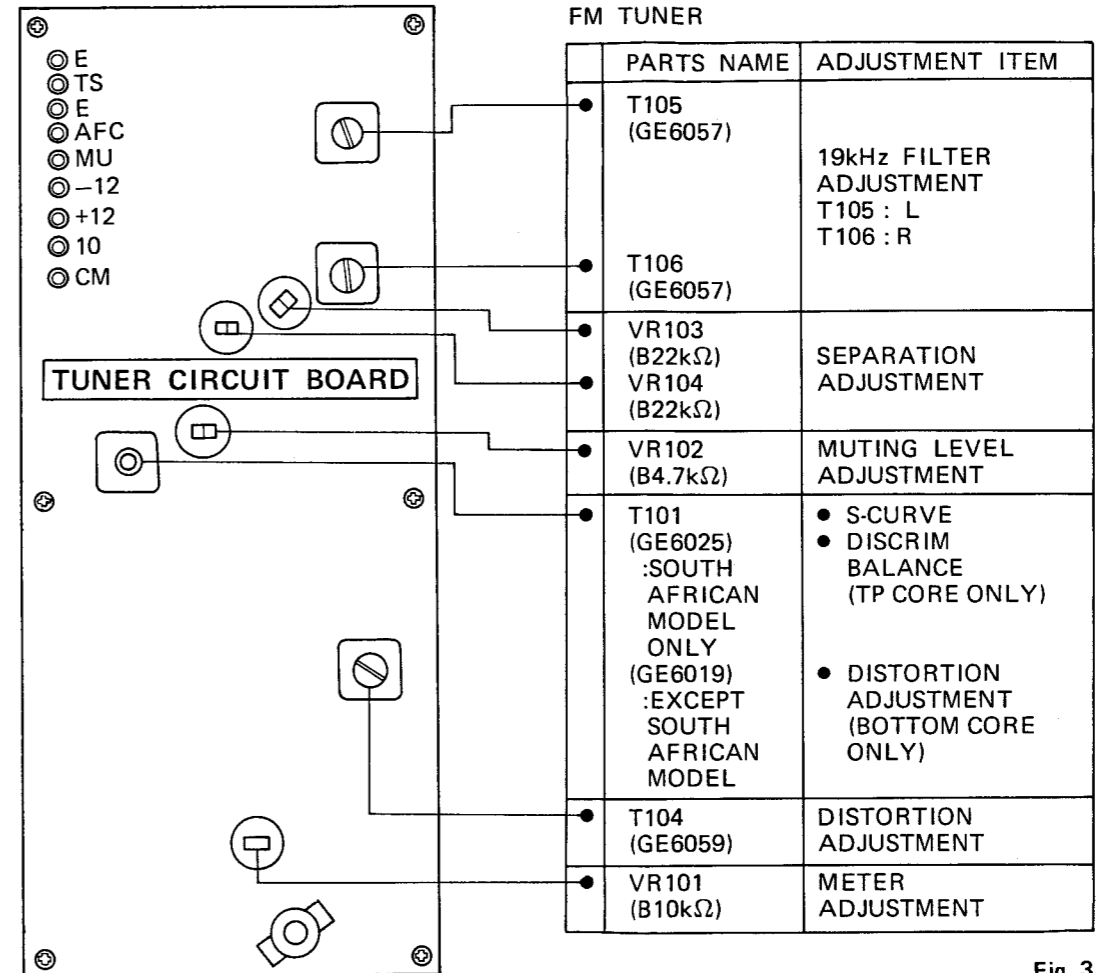 FM TUNER
E
TS
E
AFC
MU
−12
+12
10
CM
TUNER CIRCUIT BOARD
PARTS NAME ADJUSTMENT ITEM
T105
(GE6057)
19kHz FILTER
ADJUSTMENT
T105 : L
T106 : R
T106
(GE6057)
VR103
(B22kΩ)
VR104
(B22kΩ)
SEPARATION
ADJUSTMENT
VR102
(B4.7kΩ)
MUTING LEVEL
ADJUSTMENT
T101
(GE6025)
:SOUTH
AFRICAN
MODEL
ONLY
(GE6019)
:EXCEPT
SOUTH
AFRICAN
MODEL
● S-CURVE
● DISCRIM
BALANCE
(TP CORE ONLY)
● DISTORTION
ADJUSTMENT
(BOTTOM CORE
ONLY)
T104
(GE6059)
DISTORTION
ADJUSTMENT
VR101
(B10kΩ)
METER
ADJUSTMENT
Fig. 3